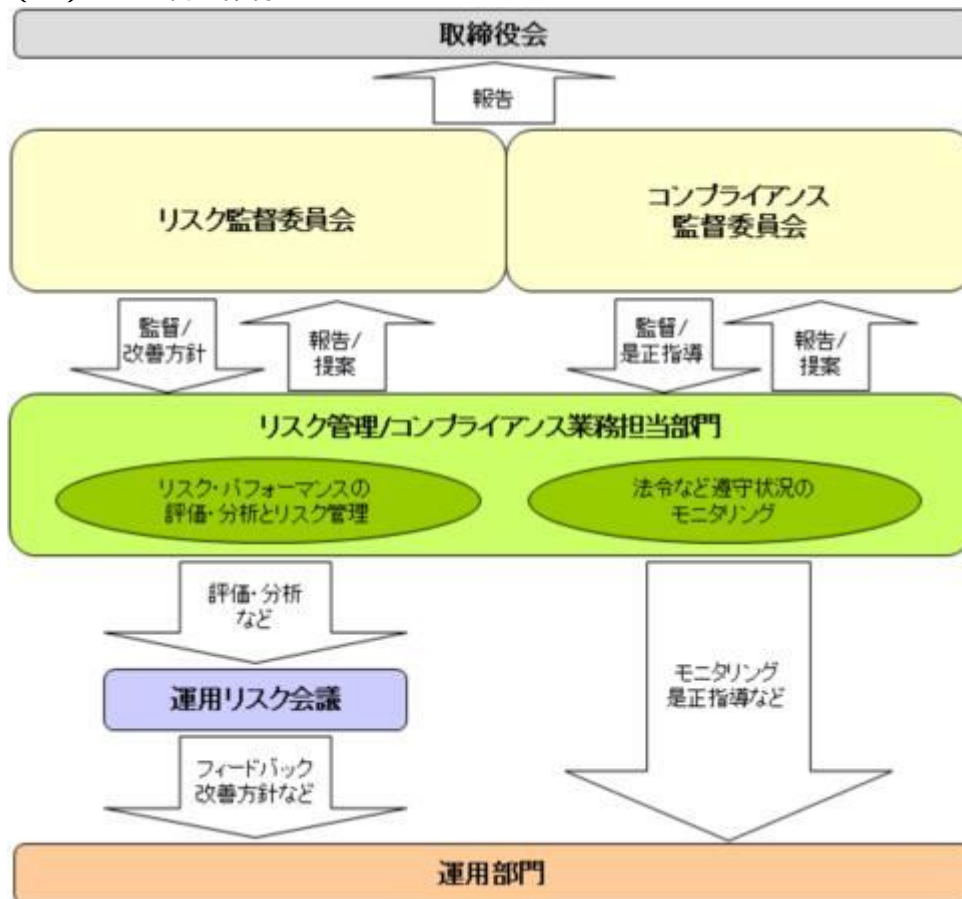 取締役会
報告
リスク監督委員会
コンプライアンス
監督委員会
監督/
改善方針
報告/
提案
監督/
是正指導
報告/
提案
リスク管理/コンプライアンス業務担当部門
リスク・パフォーマンスの
評価・分析とリスク管理
法令など遵守状況の
モニタリング
評価・分析
など
運用リスク会議
モニタリング
是正指導など
フィードバック
改善方針など
運用部門